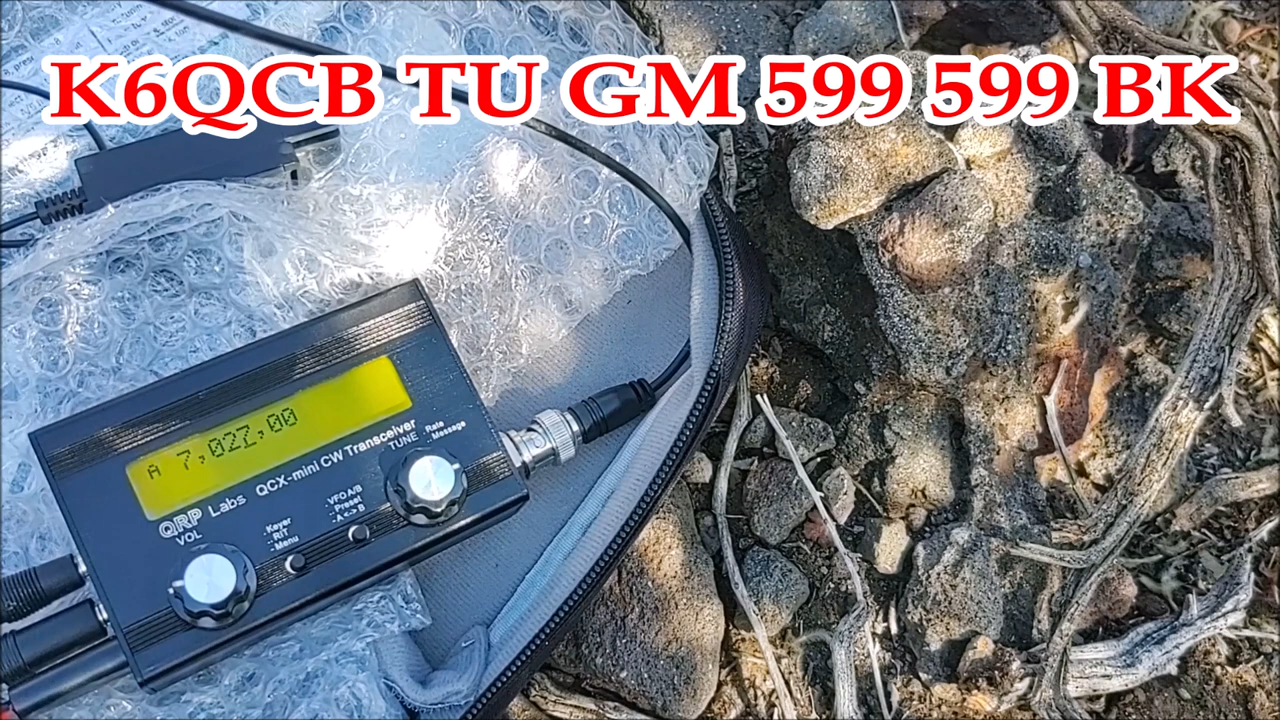 K6QCB TU GM 599 599 BK
A 7,027,00
QRP Labs QCX-mini CW Transceiver
VOL
..Keyer
.RIT
..Menu
..VFO A/B
.Preset
..A<->B
TUNE
.Rate
..Message